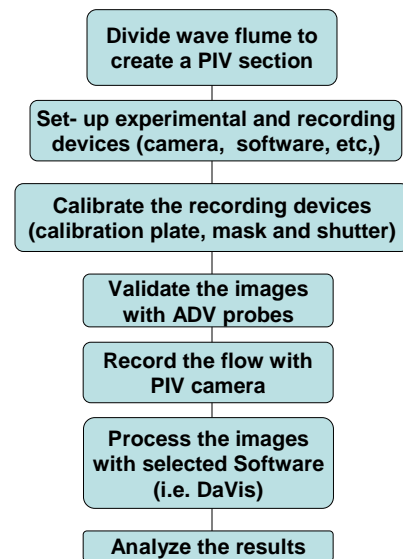 Divide wave flume to
create a PIV section
Set- up experimental and recording
devices (camera, software, etc,)
Calibrate the recording devices
(calibration plate, mask and shutter)
Validate the images
with ADV probes
Record the flow with
PIV camera
Process the images
with selected Software
(i.e. DaVis)
Analyze the results